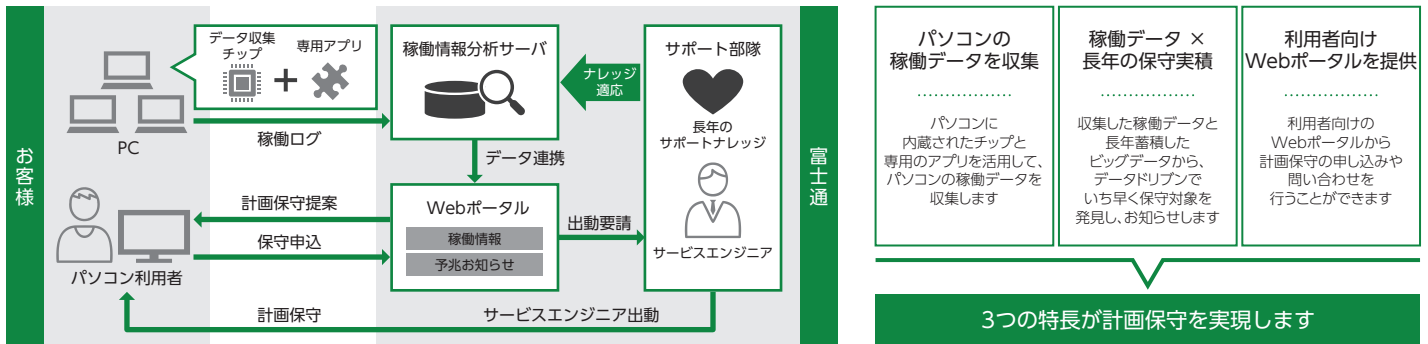 お客様
データ収集
チップ
専用アプリ
PC
稼働ログ
稼働情報分析サーバ
ナレッジ
適応
サポート部隊
長年の
サポートナレッジ
サービスエンジニア
データ連携
計画保守提案
保守申込
パソコン利用者
Webポータル
稼働情報
予兆お知らせ
出動要請
計画保守
サービスエンジニア出動
富士通
パソコンの
稼働データを収集
パソコンに
内蔵されたチップと
専用のアプリを活用して、
パソコンの稼働データを
収集します
稼働データ ×
長年の保守実積
収集した稼働データと
長年蓄積した
ビッグデータから、
データドリブンで
いち早く保守対象を
発見し、お知らせします
利用者向け
Webポータルを提供
利用者向けの
Webポータルから
計画保守の申し込みや
問い合わせを
行うことができます
3つの特長が計画保守を実現します